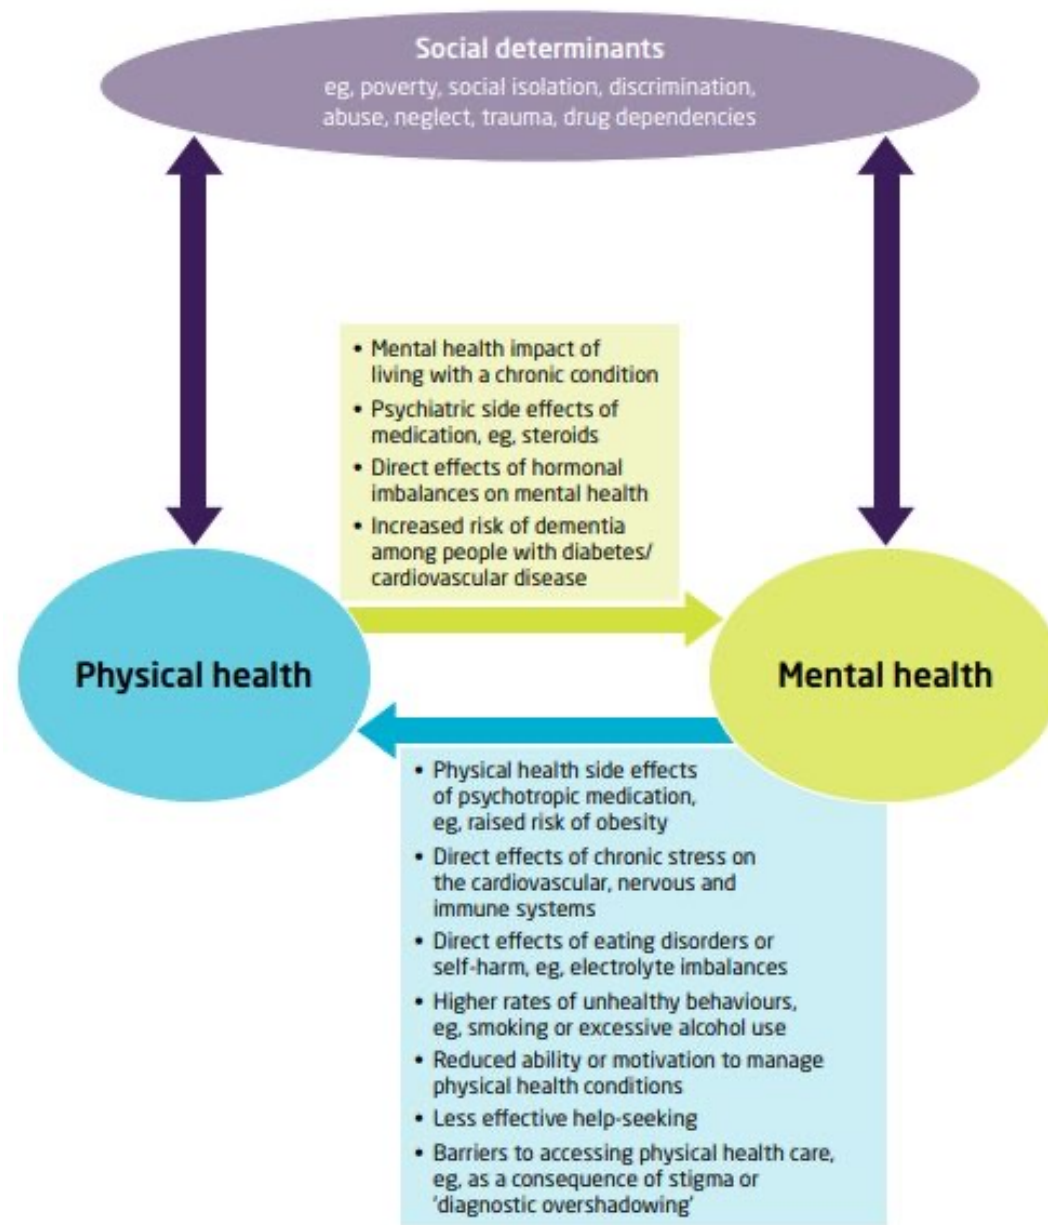 Social determinants
eg, poverty, social isolation, discrimination,
abuse, neglect, trauma, drug dependencies
• Mental health impact of
living with a chronic condition
• Psychiatric side effects of
medication, eg, steroids
• Direct effects of hormonal
imbalances on mental health
• Increased risk of dementia
among people with diabetes/
cardiovascular disease
Physical health
Mental health
• Physical health side effects
of psychotropic medication,
eg, raised risk of obesity
• Direct effects of chronic stress on
the cardiovascular, nervous and
immune systems
• Direct effects of eating disorders or
self-harm, eg, electrolyte imbalances
• Higher rates of unhealthy behaviours,
eg, smoking or excessive alcohol use
• Reduced ability or motivation to manage
physical health conditions
• Less effective help-seeking
• Barriers to accessing physical health care,
eg, as a consequence of stigma or
'diagnostic overshadowing'